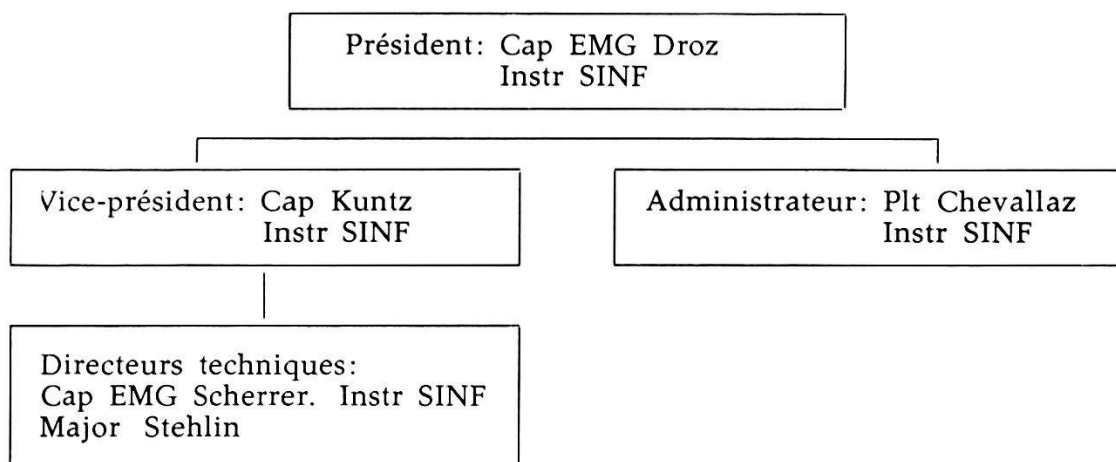 Président: Cap EMG Droz
Instr SINF
Vice-président: Cap Kuntz
Instr SINF
Administrateur: Plt Chevallaz
Instr SINF
Directeurs techniques:
Cap EMG Scherrer. Instr SINF
Major Stehlin